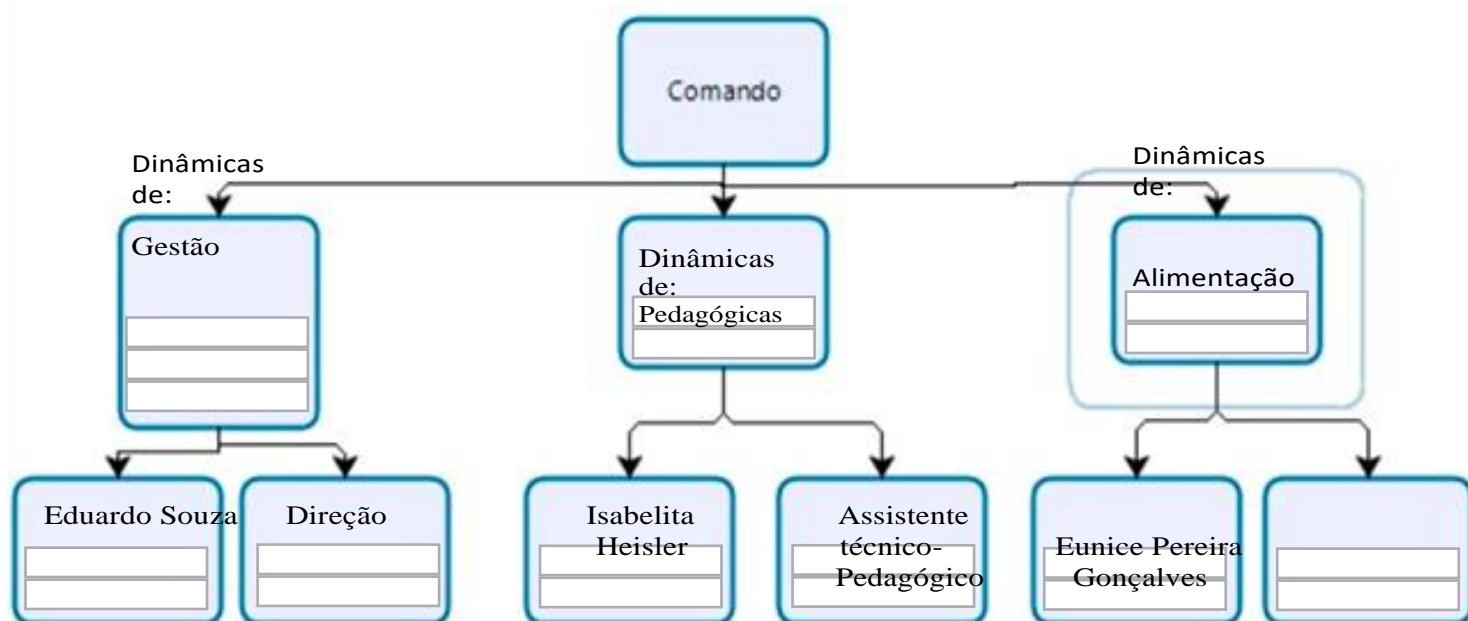 Comando
Dinâmicas
de:
Gestão
Dinâmicas
de:
Pedagógicas
Dinâmicas
de:
Alimentação
Eduardo Souza
Direção
Isabelita
Heisler
Assistente
técnico-
Pedagógico
Eunice Pereira
Gonçalves